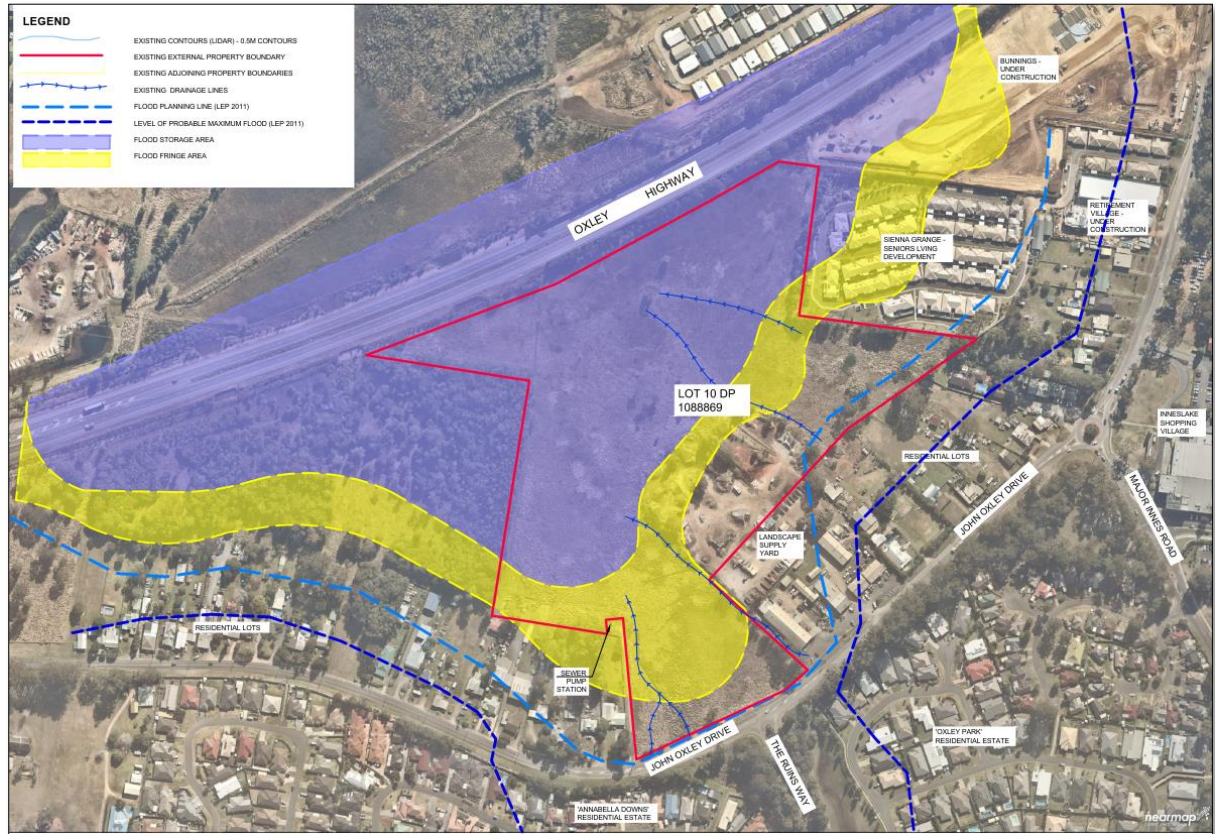 LEGEND
EXISTING CONTOURS (LIDAR) - 0.5M CONTOURS
EXISTING EXTERNAL PROPERTY BOUNDARY
EXISTING ADJOINING PROPERTY BOUNDARIES
EXISTING DRAINAGE LINES
FLOOD PLANNING LINE (LEP 2011)
LEVEL OF PROBABLE MAXIMUM FLOOD (LEP 2011)
FLOOD STORAGE AREA
FLOOD FRINGE AREA
BUNNINGS -
UNDER
CONSTRUCTION
OXLEY HIGHWAY
RETIREMENT
VILLAGE -
UNDER
CONSTRUCTION
SIENNA GRANGE -
SENIORS LVING
DEVELOPMENT
LOT 10 DP
1088869
INNESLAKE
SHOPPING
VILLAGE
RESIDENTIAL LOTS
JOHN OXLEY DRIVE
MAJOR INNES ROAD
LANDSCAPE
SUPPLY
YARD
RESIDENTIAL LOTS
SEWER
PUMP
STATION
JOHN OXLEY DRIVE
THE RUINS WAY
'OXLEY PARK'
RESIDENTIAL ESTATE
'ANNABELLA DOWNS'
RESIDENTIAL ESTATE
nearmap